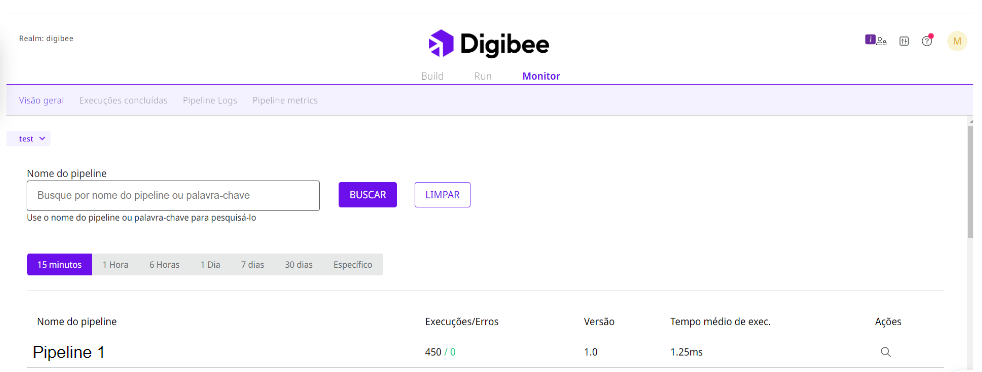 Realm: digibee
Digibee
i
M
Build Run Monitor
Visão geral Execuções concluídas Pipeline Logs Pipeline metrics
test
Nome do pipeline
Busque por nome do pipeline ou palavra-chave BUSCAR LIMPAR
Use o nome do pipeline ou palavra-chave para pesquisá-lo
15 minutos 1 Hora 6 Horas 1 Dia 7 dias 30 dias Específico
Nome do pipeline Execuções/Erros Versão Tempo médio de exec. Ações
Pipeline 1 450 / 0 1.0 1.25ms